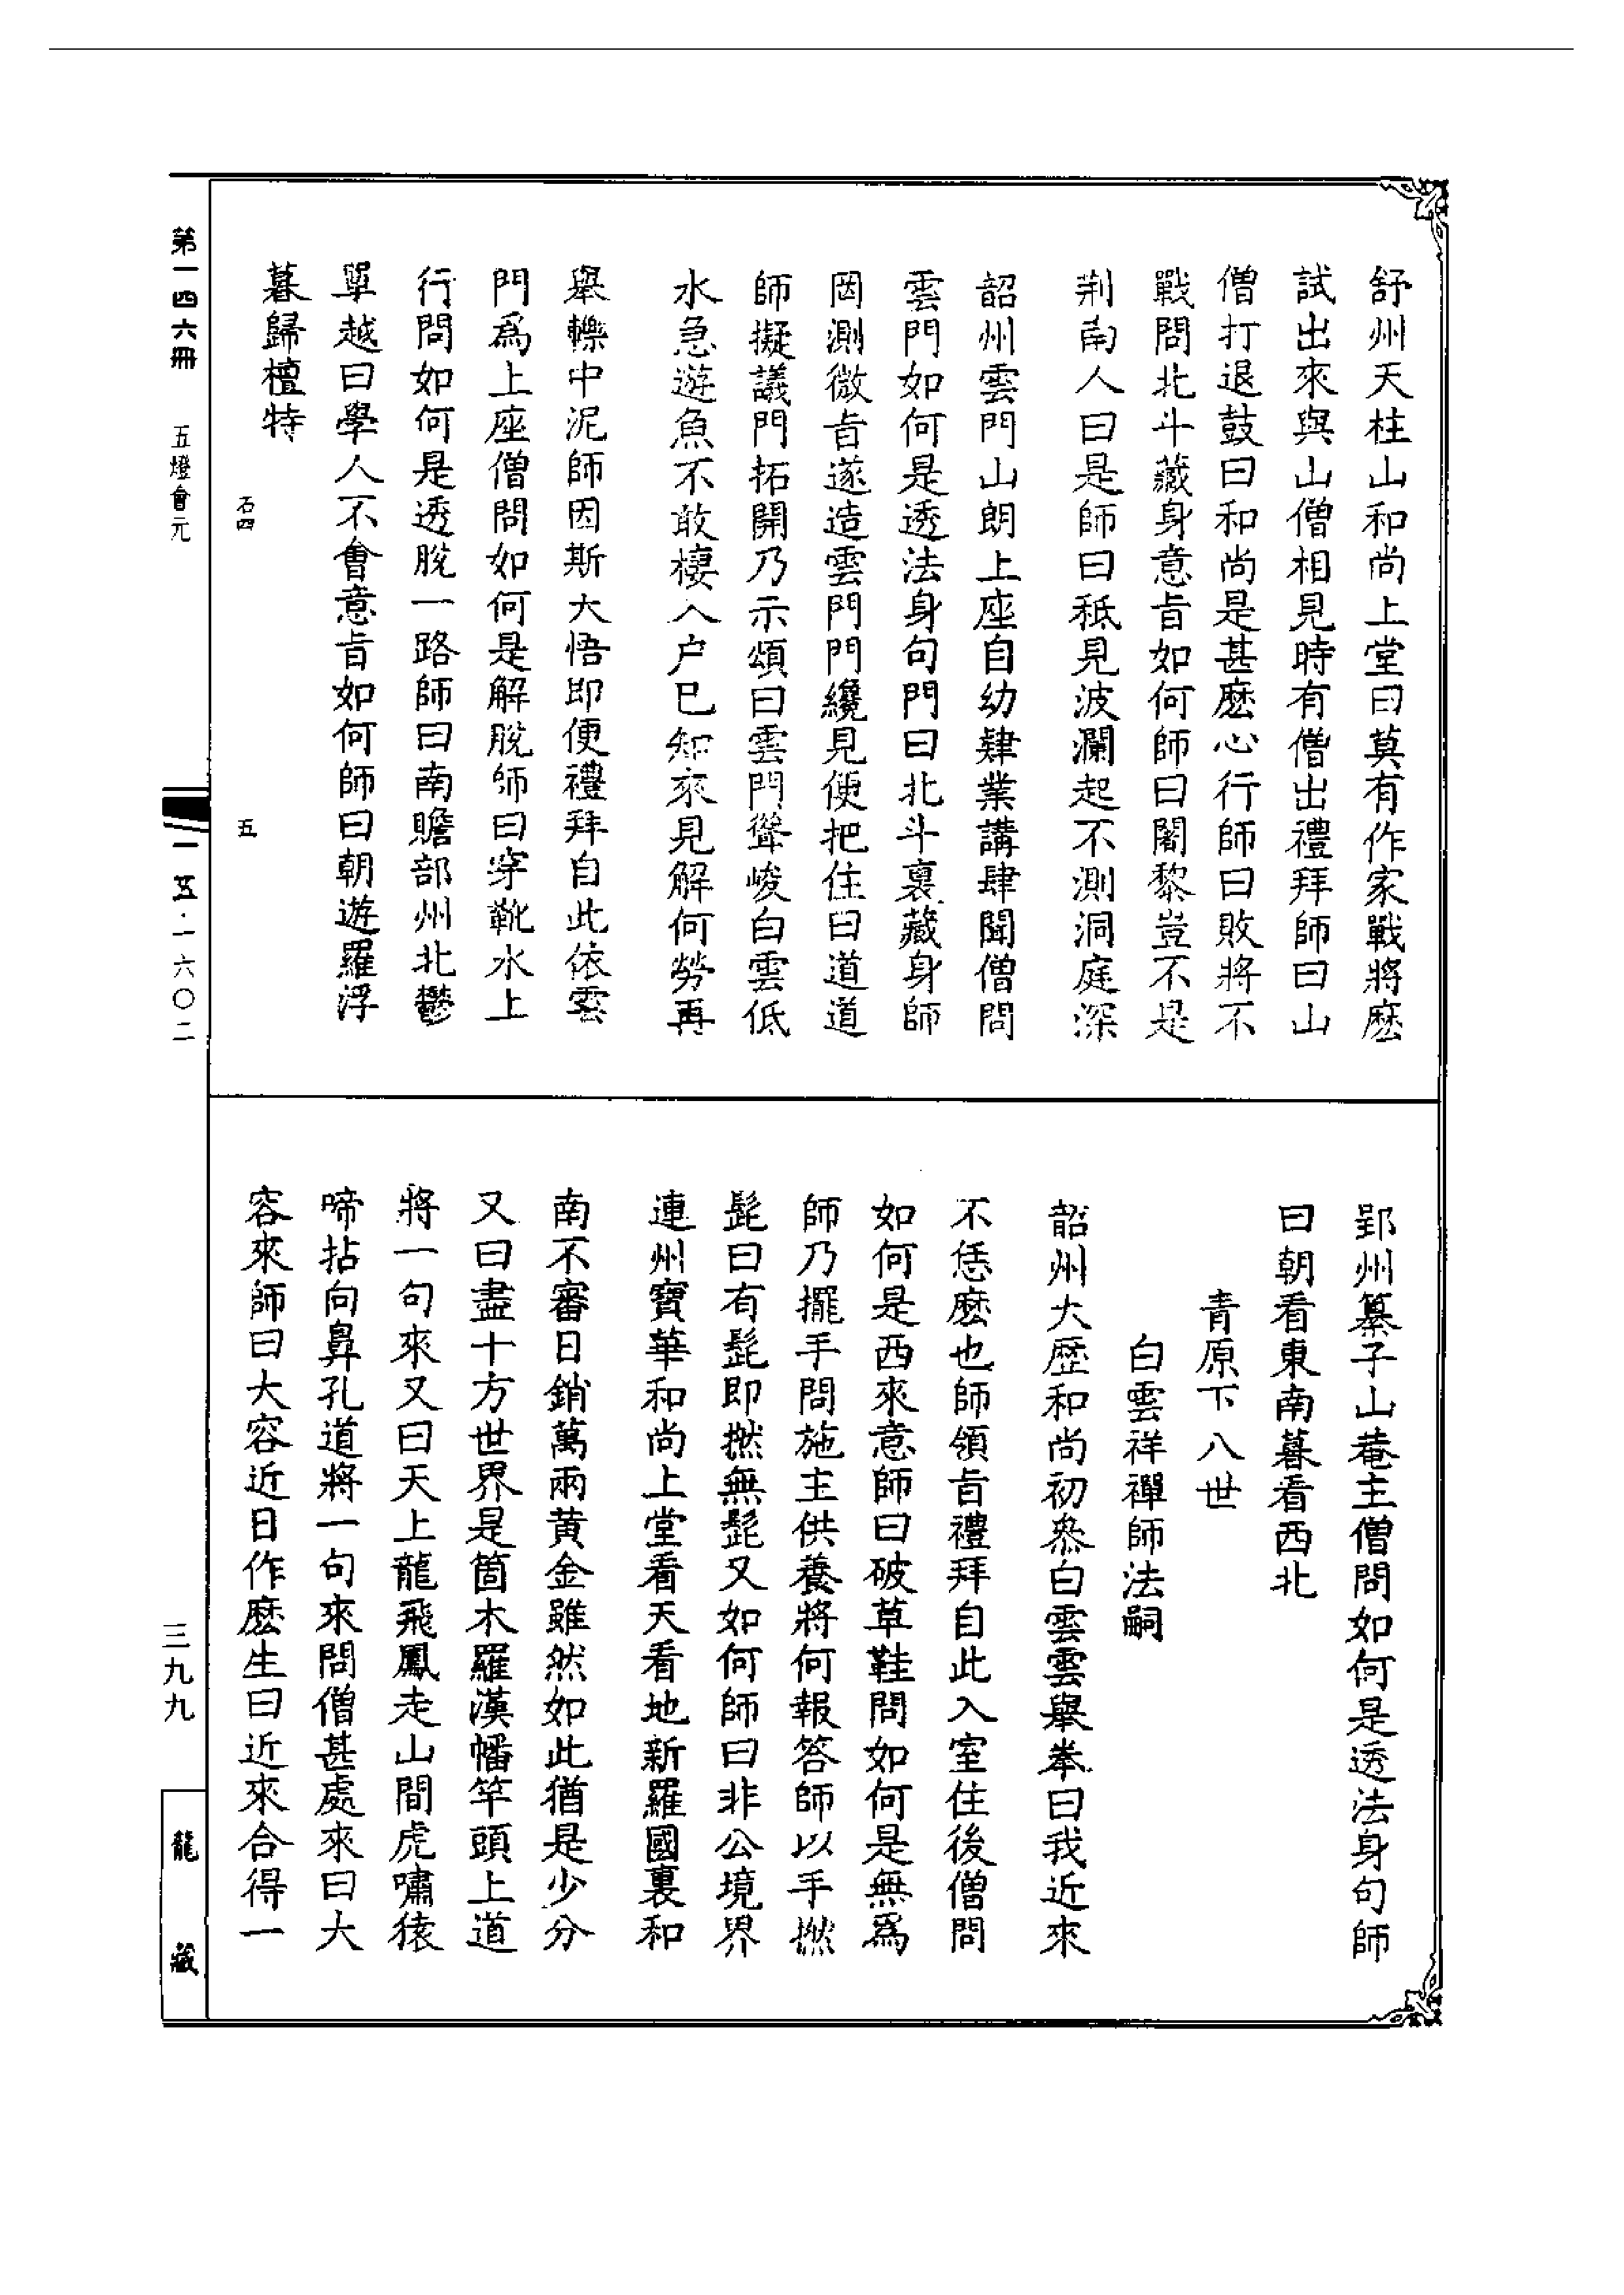 舒州天柱山和尚上堂曰莫有作家戰將麽
試出來與山僧相見時有僧出禮拜師曰山
僧打退鼓曰和尚是甚麽心行師曰敗將不
戰問北斗藏身意旨如何師曰闍黎豈不是
荆南人曰是師曰秪見波瀾起不測洞庭深
韶州雲門山朗上座自幼肄業講肆聞僧問
雲門如何是透法身句門曰北斗裏藏身師
罔測微旨遂造雲門門纔見便把住曰道道
師擬議門拓開乃示頌曰雲門聳峻白雲低
水急遊魚不敢棲入户已知來見解何勞再
舉轢中泥師因斯大悟即便禮拜自此依雲
門爲上座僧問如何是解脫師曰穿靴水上
行問如何是透脫一路師曰南贍部州北鬱
單越曰學人不會意旨如何師曰朝遊羅浮
暮歸檀特
石四
五
郢州纂子山菴主僧問如何是透法身句師
曰朝看東南暮看西北
青原下八世
白雲祥禪師法嗣
韶州大歷和尚初叅白雲雲舉拳曰我近來
不恁麽也師領旨禮拜自此入室住後僧問
如何是西來意師曰破草鞋問如何是無爲
師乃擺手問施主供養將何報答師以手撚
髭曰有髭即撚無髭又如何師曰非公境界
連州寶華和尚上堂看天看地新羅國裏和
南不審日銷萬兩黄金雖然如此猶是少分
又曰盡十方世界是箇木羅漢幡竿頭上道
將一句來又曰天上龍飛鳳走山間虎嘯猿
啼拈向鼻孔道將一句來問僧甚處來曰大
容來師曰大容近日作麽生曰近來合得一
第一四六冊
五燈會元
一五·一六〇二
三九九
龍藏